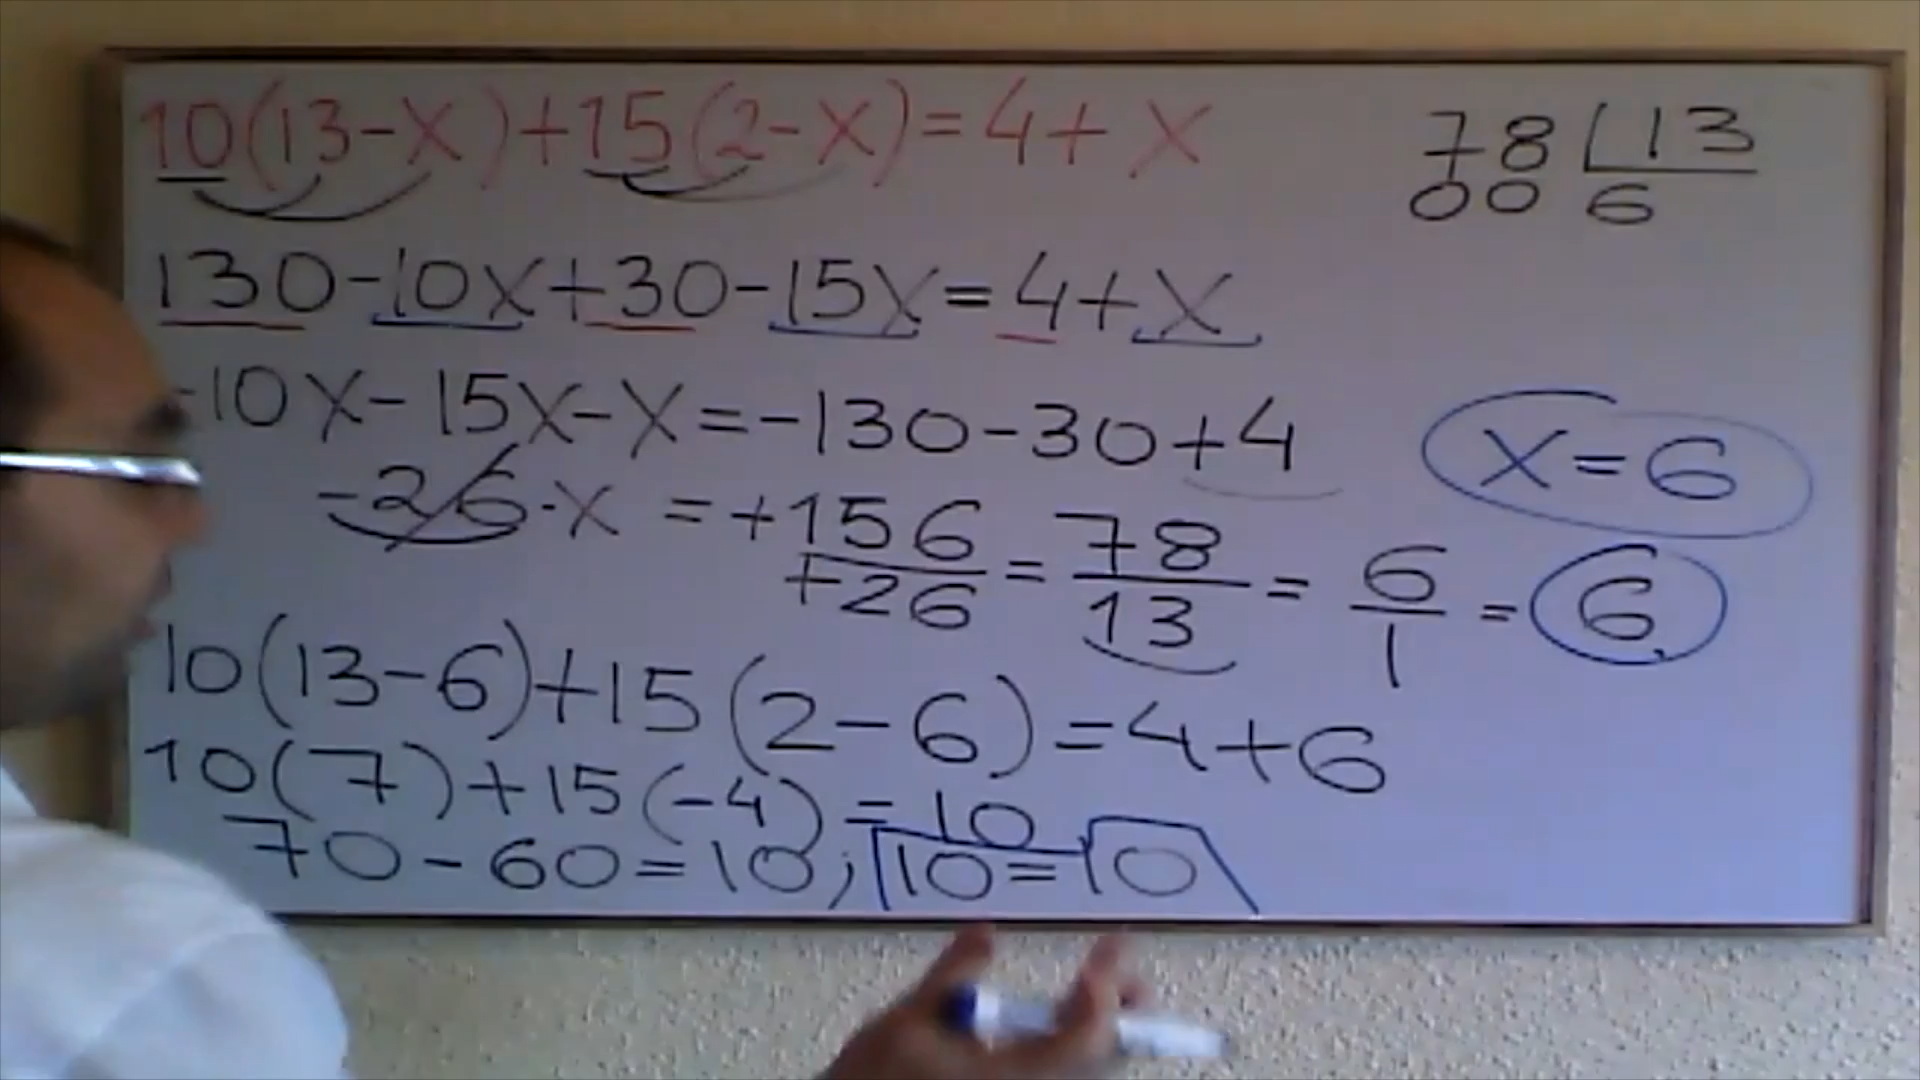 10(13-X)+15(2-X)=4+X
78 | 13
00 6
130-10X+30-15X=4+X
-10X-15X-X=-130-30+4
X=6
-26·X = +156/+26 = 78/13 = 6/1 = 6
10(13-6)+15(2-6)=4+6
10(7)+15(-4)=10
70-60=10; 10=10